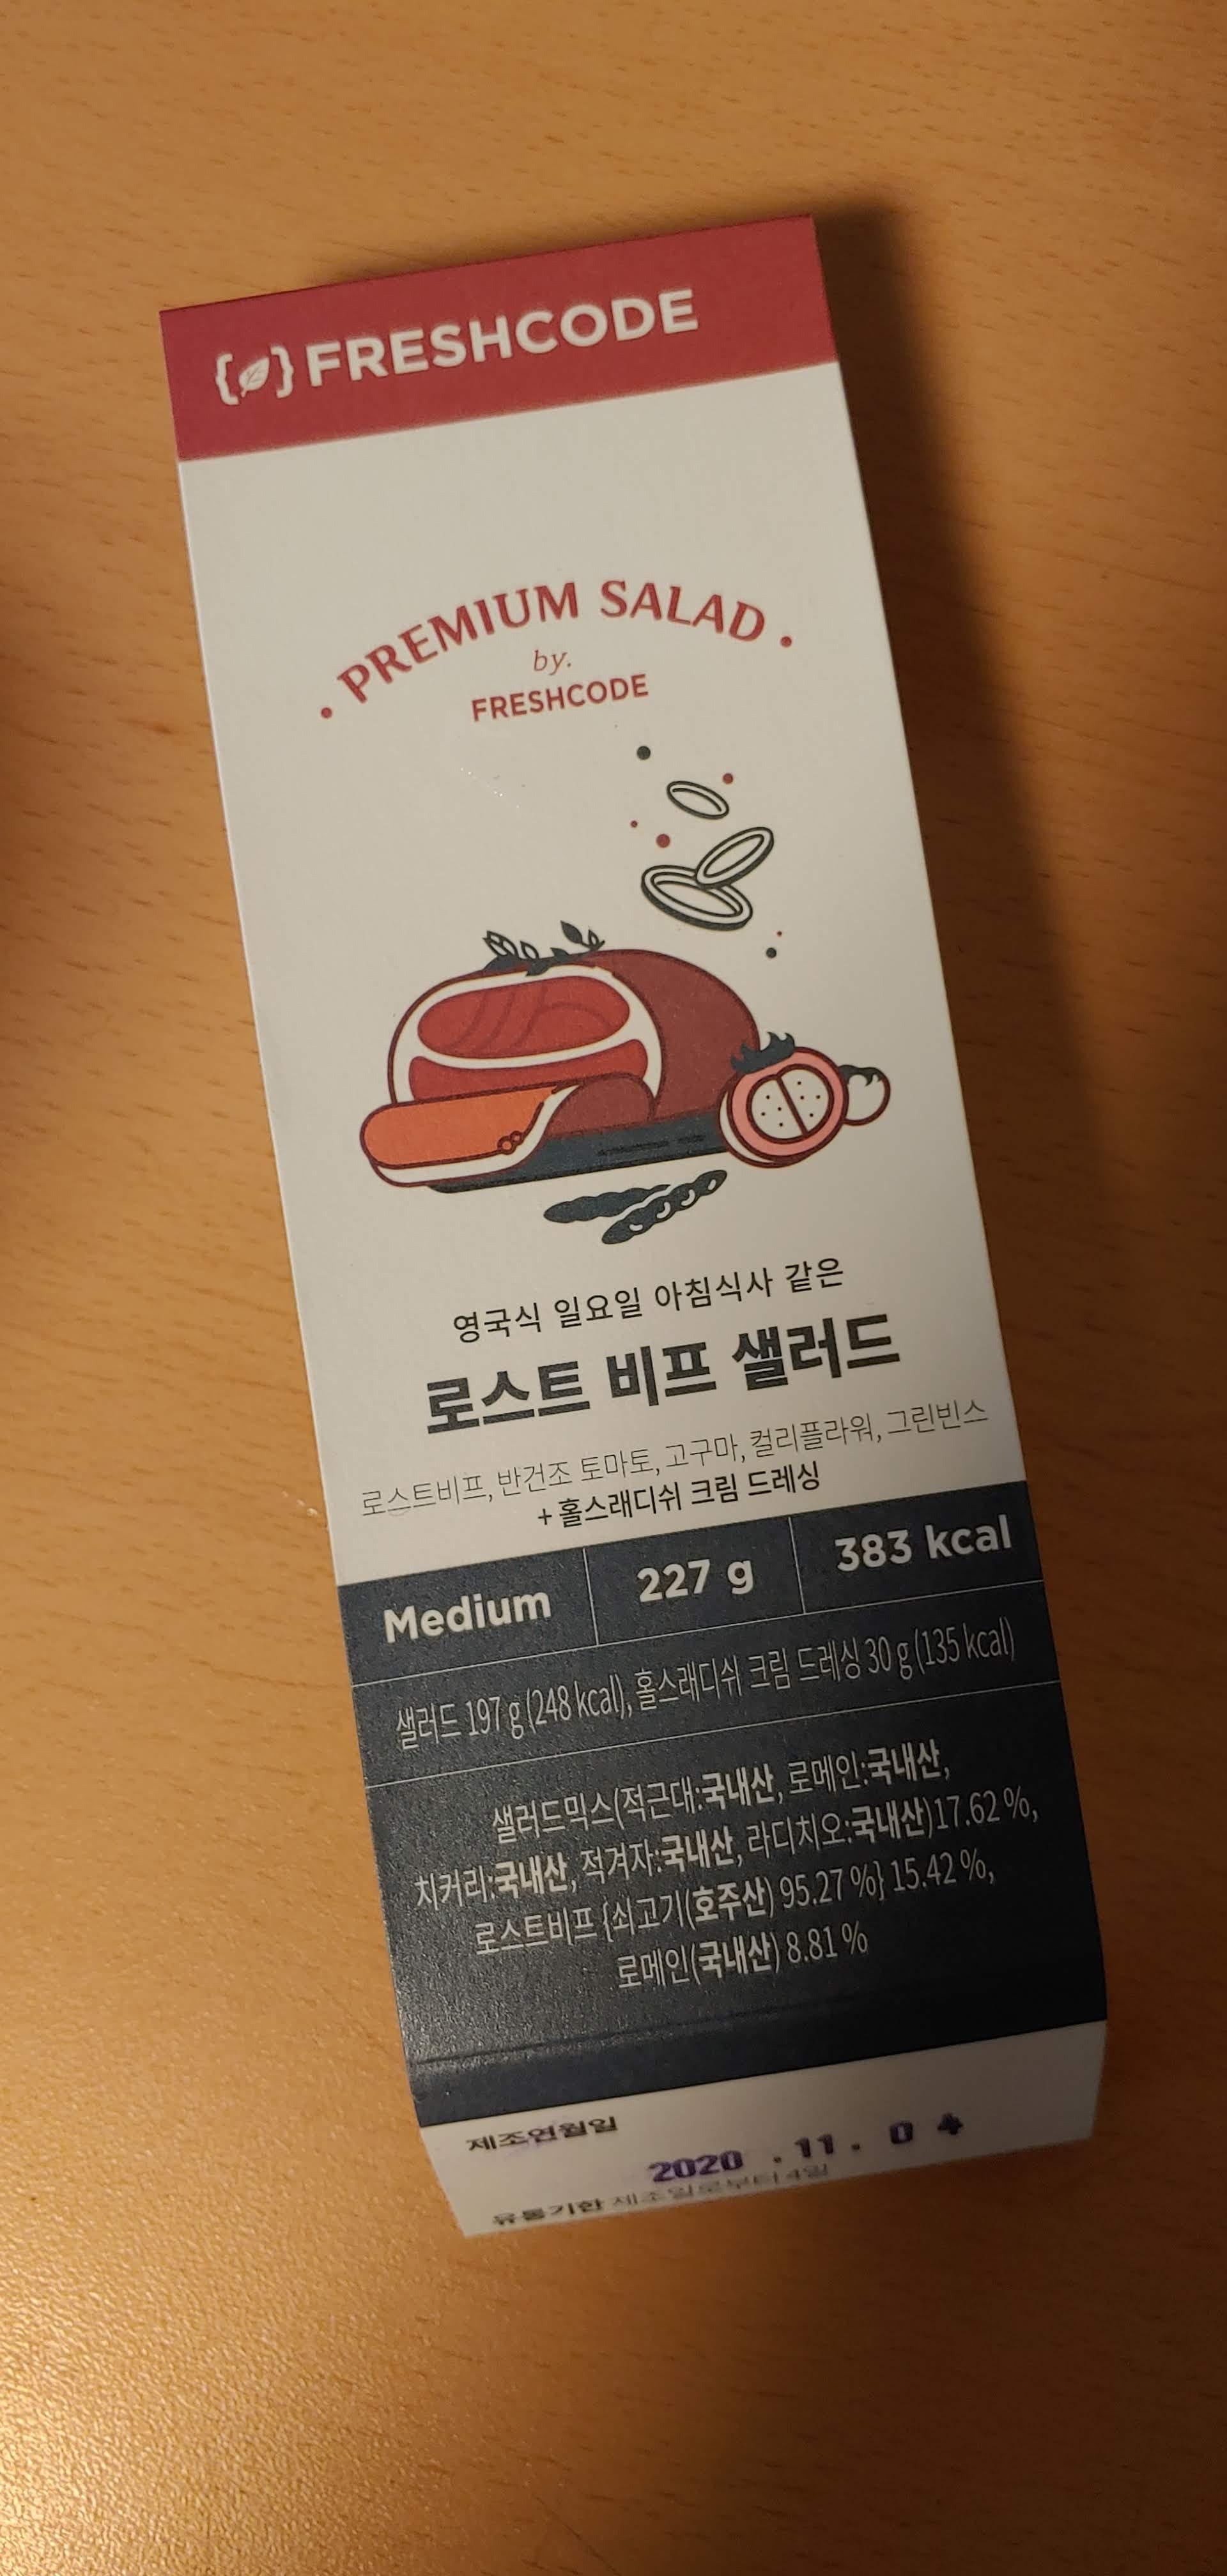 FRESHCODE
PREMIUM SALAD
by.
FRESHCODE
영국식 일요일 아침식사 같은
로스트 비프 샐러드
로스트비프, 반건조 토마토, 고구마, 컬리플라워, 그린빈스
+ 홀스래디쉬 크림 드레싱
Medium 227 g 383 kcal
샐러드 197 g (248 kcal), 홀스래디쉬 크림 드레싱 30 g (135 kcal)
샐러드믹스(적근대:국내산, 로메인:국내산,
치커리:국내산, 적겨자:국내산, 라디치오:국내산)17.62 %,
로스트비프 {쇠고기(호주산) 95.27 %} 15.42 %,
로메인(국내산) 8.81 %
제조연월일
2020 . 11 . 04
유통기한 제조일로부터 4일